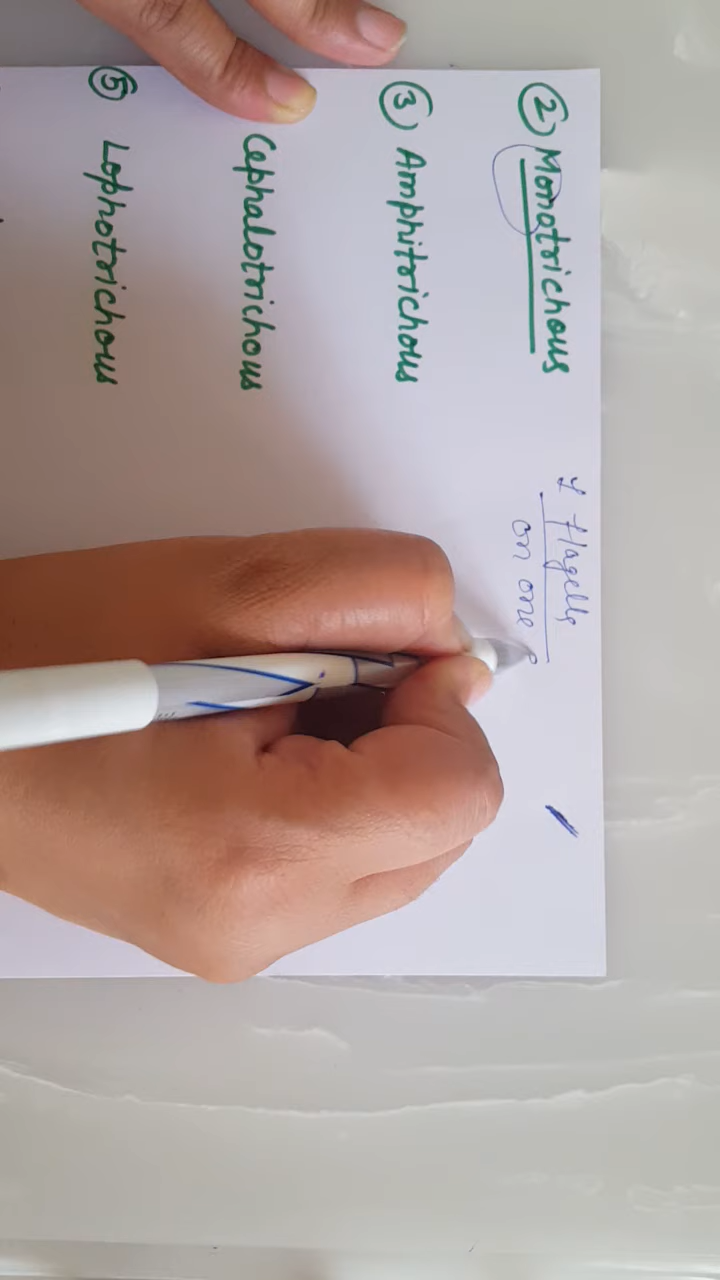 ② Monotrichous
1 flagella
on one
③ Amphitrichous
Cephalotrichous
⑤ Lophotrichous